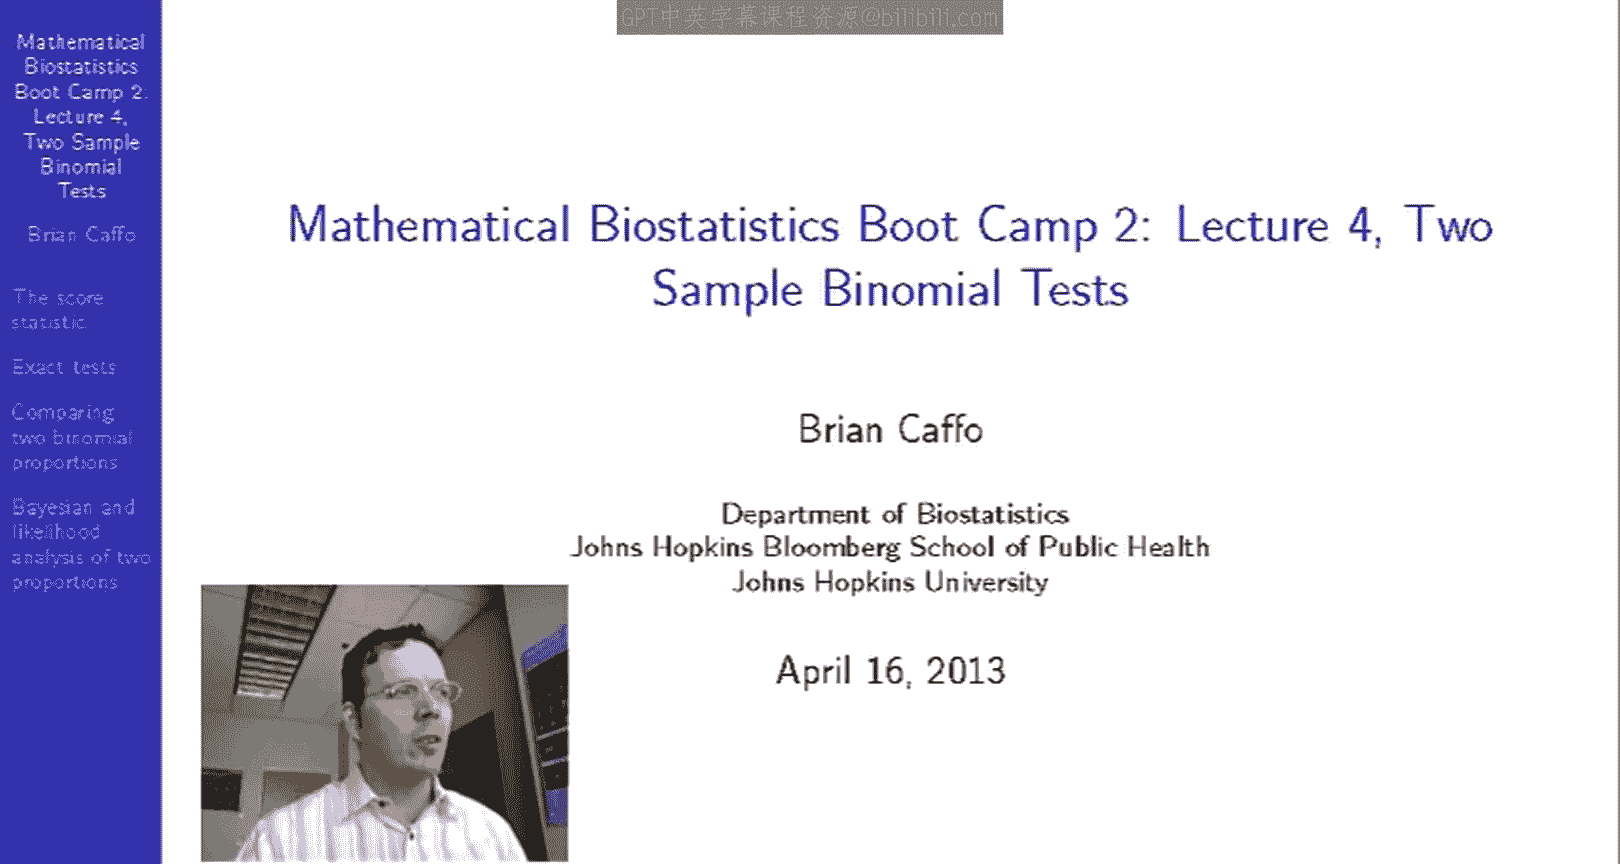 GPT中英字幕课程资源@bilibili.com
Mathematical
Biostatistics
Boot Camp 2:
Lecture 4,
Two Sample
Binomial
Tests
Brian Caffo
The score
statistic
Exact tests
Comparing
two binomial
proportions
Bayesian and
likelihood
analysis of two
proportions
Mathematical Biostatistics Boot Camp 2: Lecture 4, Two
Sample Binomial Tests
Brian Caffo
Department of Biostatistics
Johns Hopkins Bloomberg School of Public Health
Johns Hopkins University
April 16, 2013